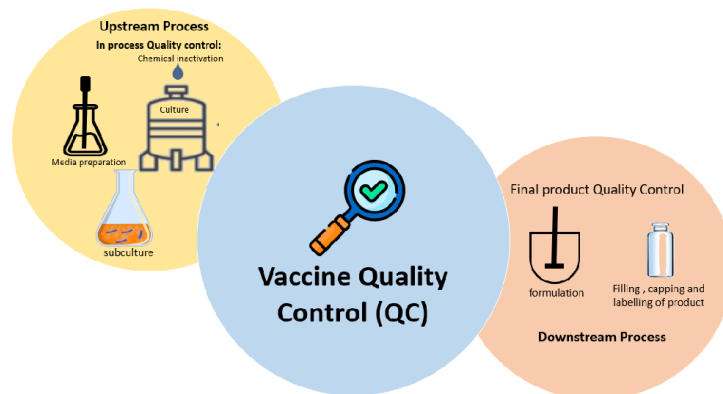 Upstream Process
In process Quality control:
Chemical inactivation
Culture
Media preparation
subculture
Vaccine Quality
Control (QC)
Final product Quality Control
formulation
Filling , capping and
labelling of product
Downstream Process